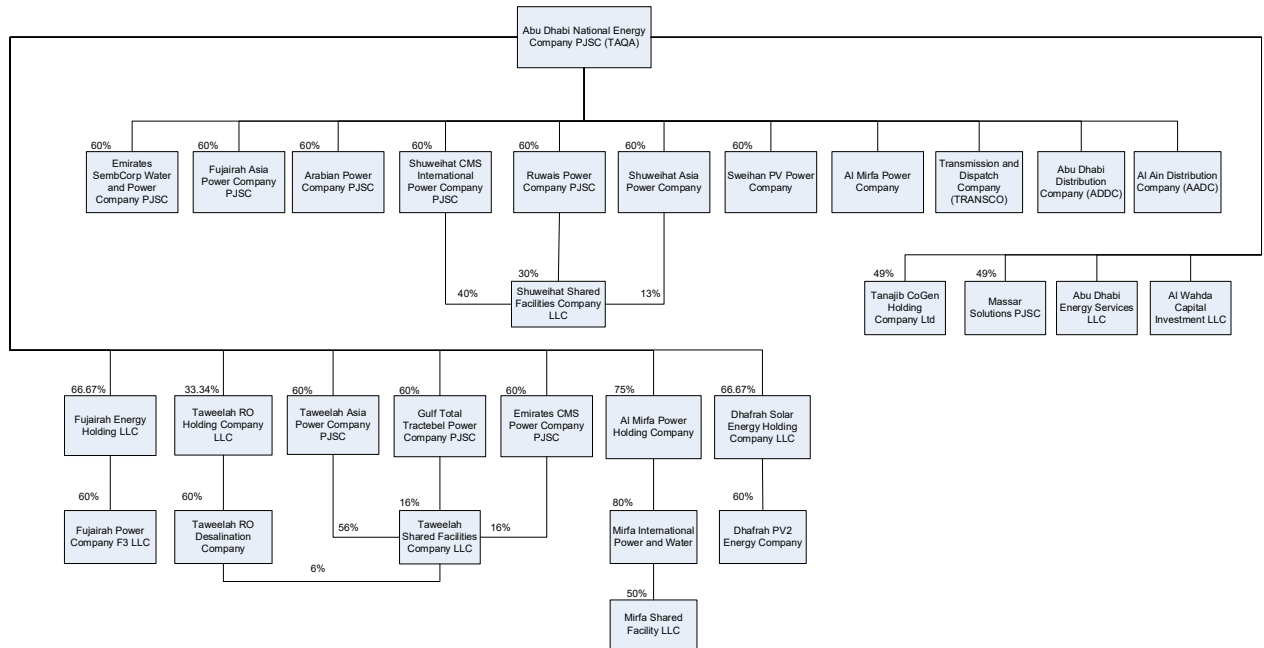 Abu Dhabi National Energy
Company PJSC (TAQA)
60%
Emirates
SembCorp Water
and Power
Company PJSC
60%
Fujairah Asia
Power Company
PJSC
60%
Arabian Power
Company PJSC
60%
Shuweihat CMS
International
Power Company
PJSC
60%
Ruwais Power
Company PJSC
60%
Shuweihat Asia
Power Company
60%
Sweihan PV Power
Company
Al Mirfa Power
Company
Transmission and
Dispatch
Company
(TRANSCO)
Abu Dhabi
Distribution
Company (ADDC)
Al Ain Distribution
Company (AADC)
40%
30%
13%
Shuweihat Shared
Facilities Company
LLC
49%
Tanajib CoGen
Holding
Company Ltd
49%
Massar
Solutions PJSC
Abu Dhabi
Energy Services
LLC
Al Wahda
Capital
Investment LLC
66.67%
Fujairah Energy
Holding LLC
33.34%
Taweelah RO
Holding Company
LLC
60%
Taweelah Asia
Power Company
PJSC
60%
Gulf Total
Tractebel Power
Company PJSC
60%
Emirates CMS
Power Company
PJSC
75%
Al Mirfa Power
Holding Company
66.67%
Dhafrah Solar
Energy Holding
Company LLC
60%
Fujairah Power
Company F3 LLC
60%
Taweelah RO
Desalination
Company
56%
16%
16%
Taweelah
Shared Facilities
Company LLC
6%
80%
Mirfa International
Power and Water
60%
Dhafrah PV2
Energy Company
50%
Mirfa Shared
Facility LLC